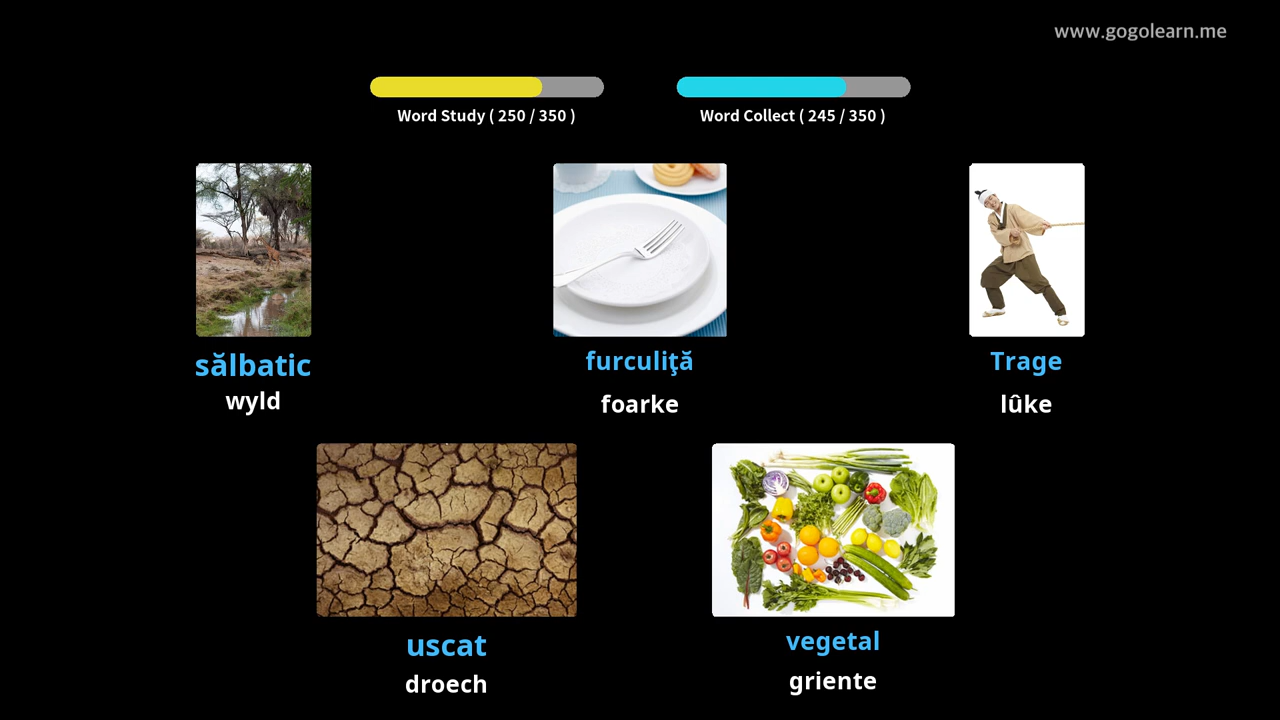 www.gogolearn.me
Word Study ( 250 / 350 )
Word Collect ( 245 / 350 )
sălbatic
wyld
furculiţă
foarke
Trage
lûke
uscat
droech
vegetal
griente